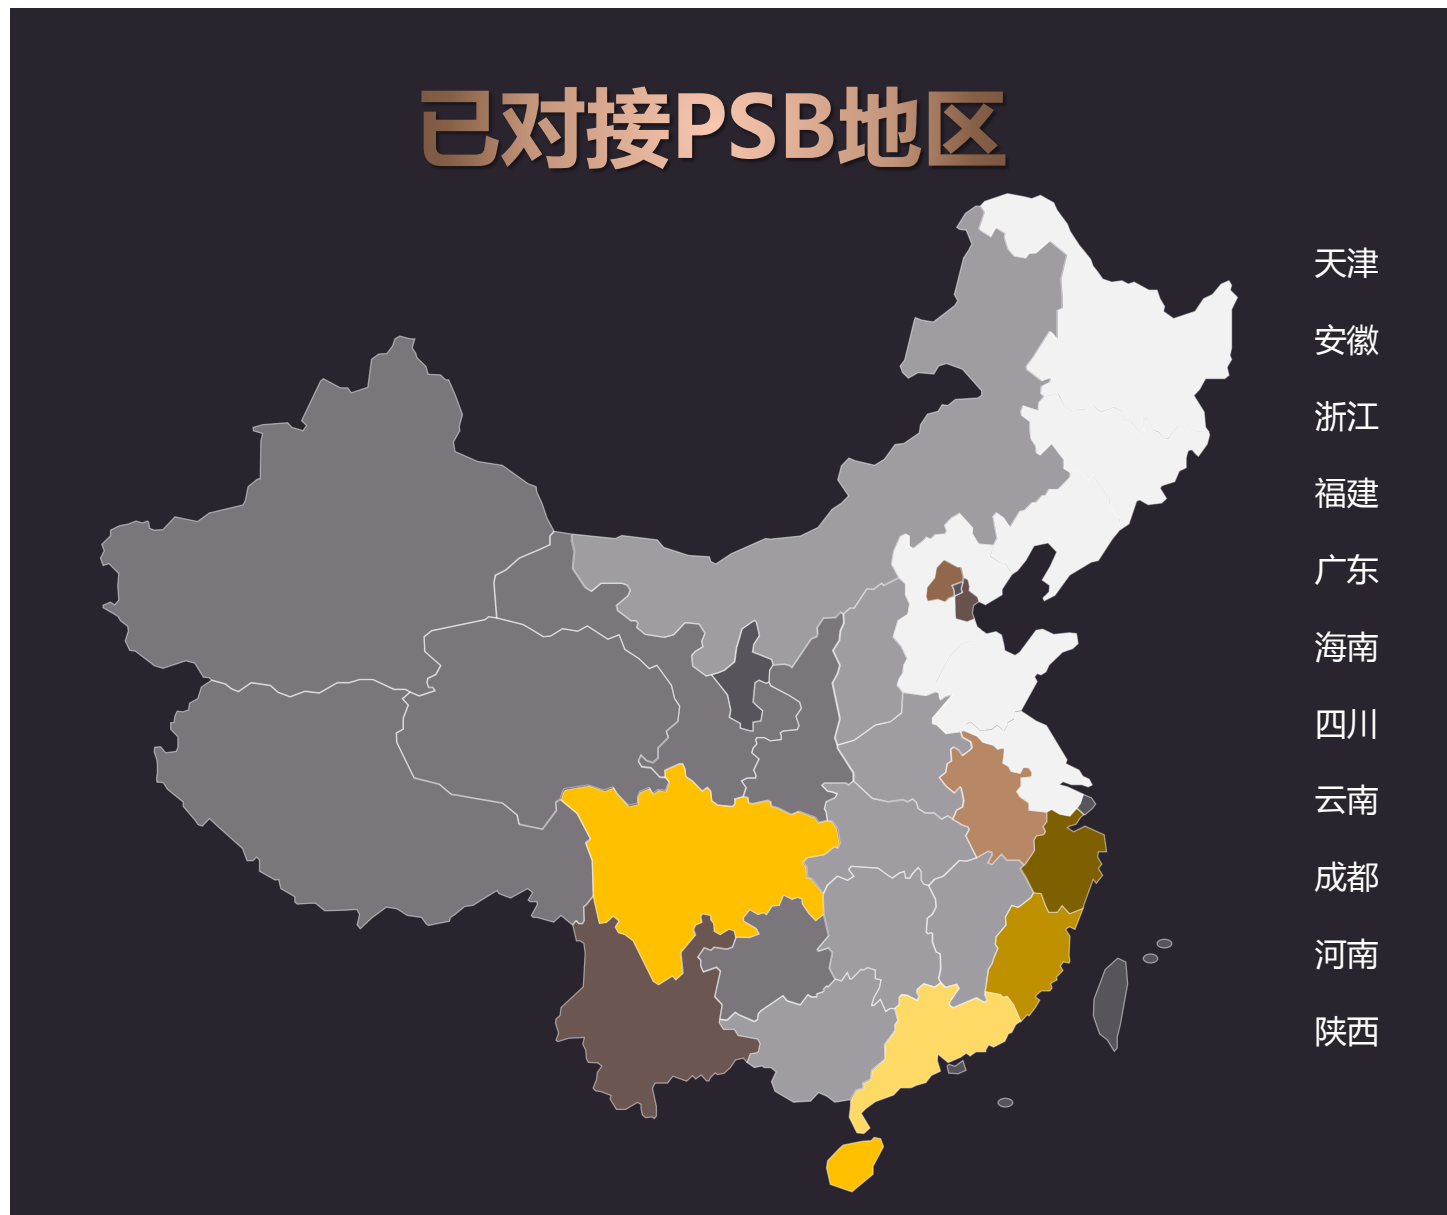 已对接PSB地区
天津
安徽
浙江
福建
广东
海南
四川
云南
成都
河南
陕西